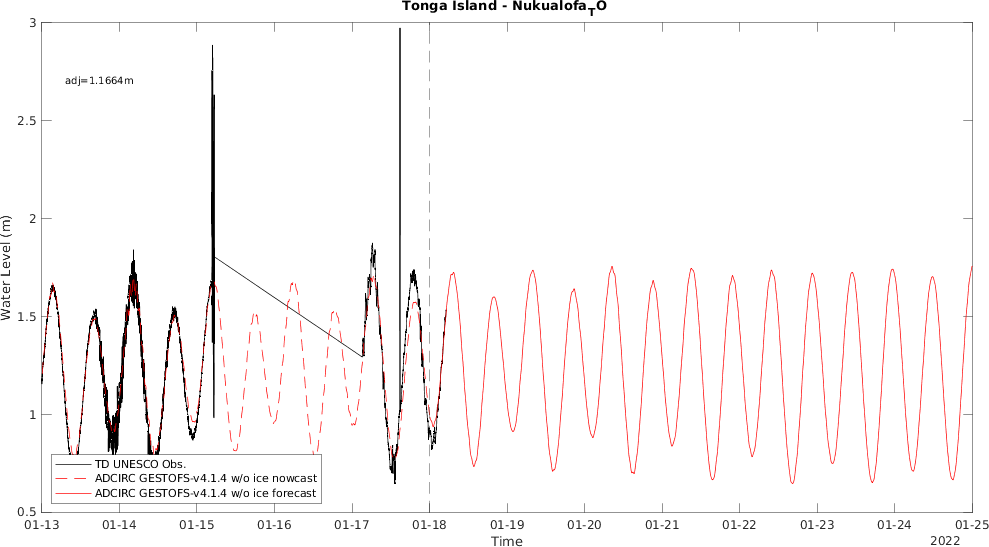 Tonga Island - Nukualofa_TO
adj=1.1664m
Water Level (m)
3
2.5
2
1.5
1
0.5
TD UNESCO Obs.
ADCIRC GESTOFS-v4.1.4 w/o ice nowcast
ADCIRC GESTOFS-v4.1.4 w/o ice forecast
01-13 01-14 01-15 01-16 01-17 01-18 01-19 01-20 01-21 01-22 01-23 01-24 01-25
Time
2022